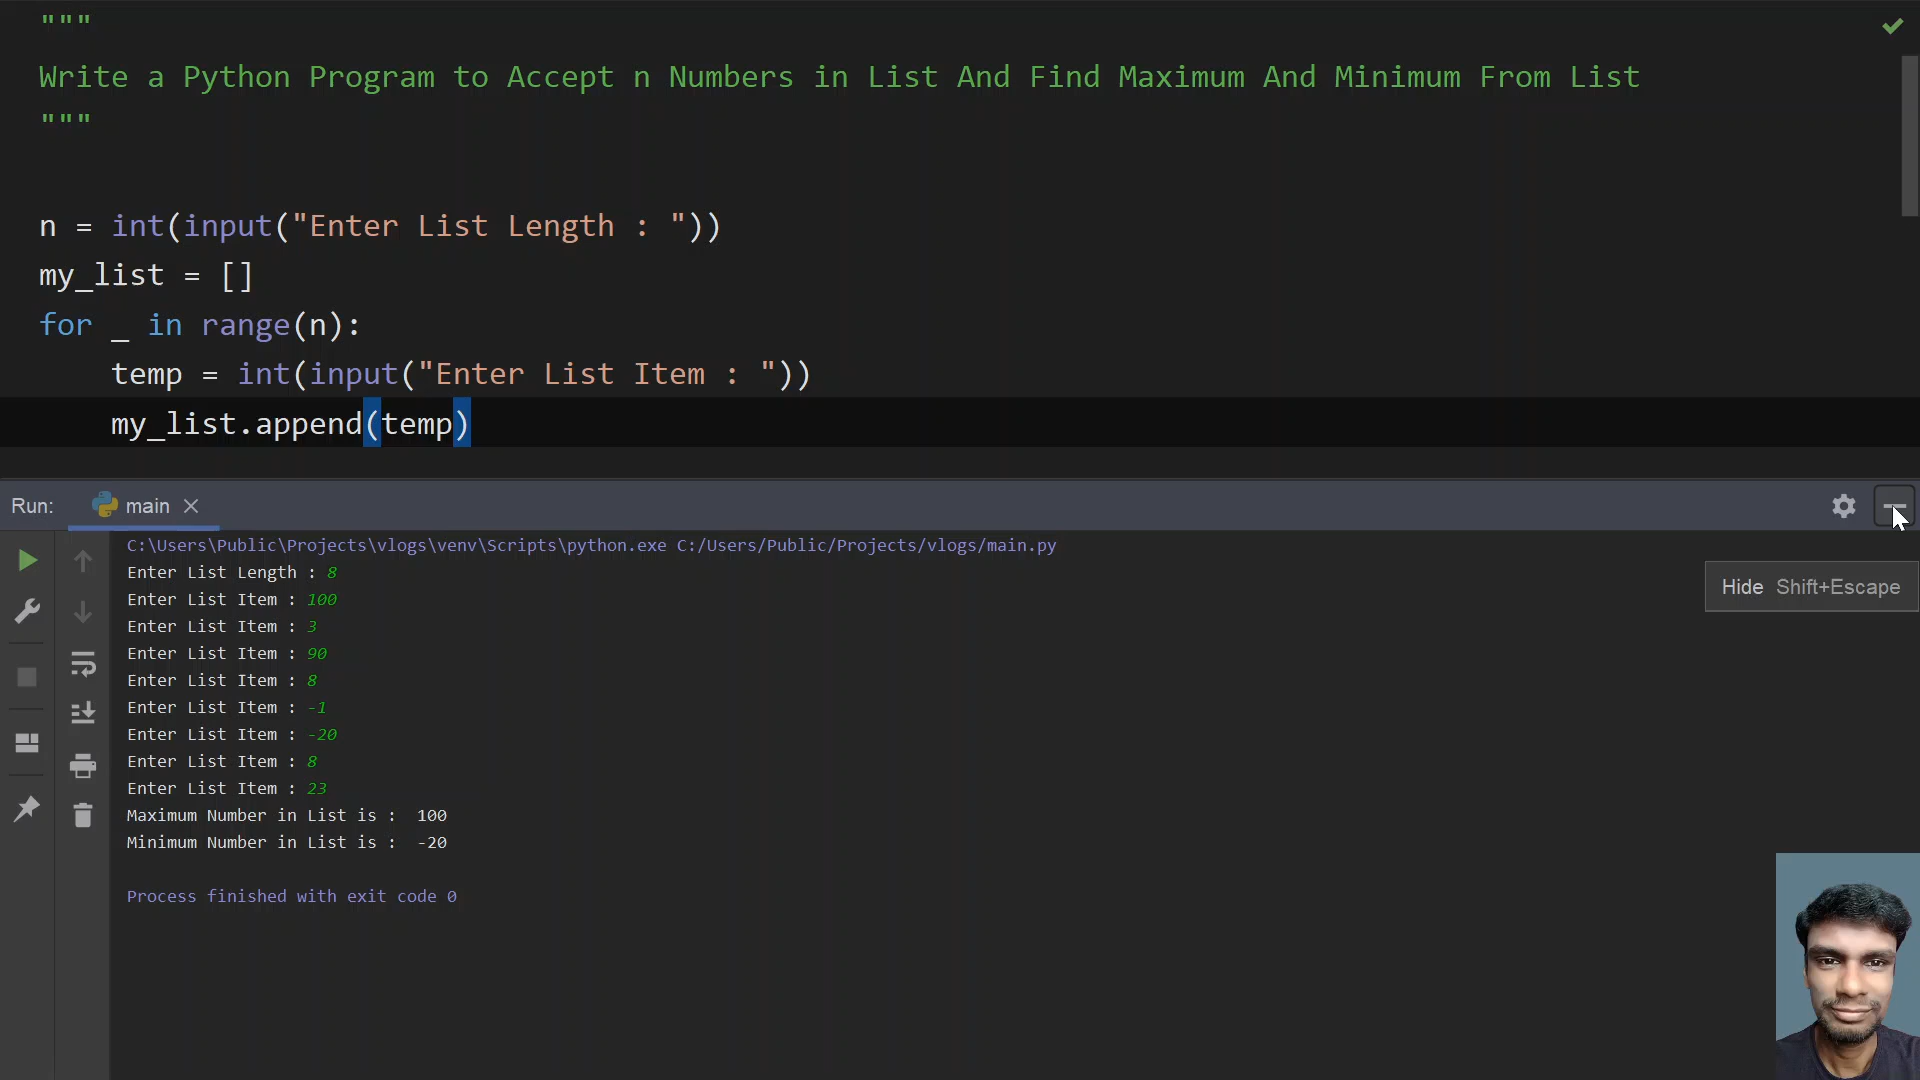 """
Write a Python Program to Accept n Numbers in List And Find Maximum And Minimum From List
"""
n = int(input("Enter List Length : "))
my_list = []
for _ in range(n):
    temp = int(input("Enter List Item : "))
    my_list.append(temp)
Run: main
C:\Users\Public\Projects\vlogs\venv\Scripts\python.exe C:/Users/Public/Projects/vlogs/main.py
Enter List Length : 8
Enter List Item : 100
Hide Shift+Escape
Enter List Item : 3
Enter List Item : 90
Enter List Item : 8
Enter List Item : -1
Enter List Item : -20
Enter List Item : 8
Enter List Item : 23
Maximum Number in List is :  100
Minimum Number in List is :  -20
Process finished with exit code 0